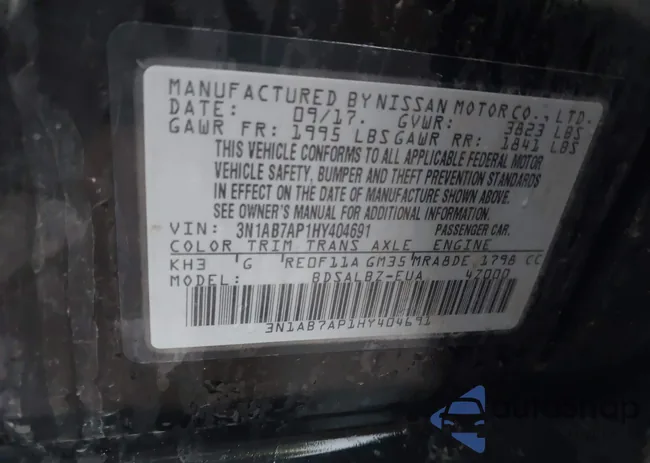 MANUFACTURED BY NISSAN MOTOR CO., LTD.
DATE: 09/17. GVWR: 3823 LBS
GAWR FR: 1995 LBS GAWR RR: 1841 LBS
THIS VEHICLE CONFORMS TO ALL APPLICABLE FEDERAL MOTOR
VEHICLE SAFETY, BUMPER AND THEFT PREVENTION STANDARDS
IN EFFECT ON THE DATE OF MANUFACTURE SHOWN ABOVE.
SEE OWNER'S MANUAL FOR ADDITIONAL INFORMATION.
VIN: 3N1AB7AP1HY404691 PASSENGER CAR.
COLOR TRIM TRANS AXLE ENGINE
KH3 G RE0F11A GM35 MRA8DE 1798 CC
MODEL: BDSALBZ-EUA 4Z000
3N1AB7AP1HY404691
autoshop